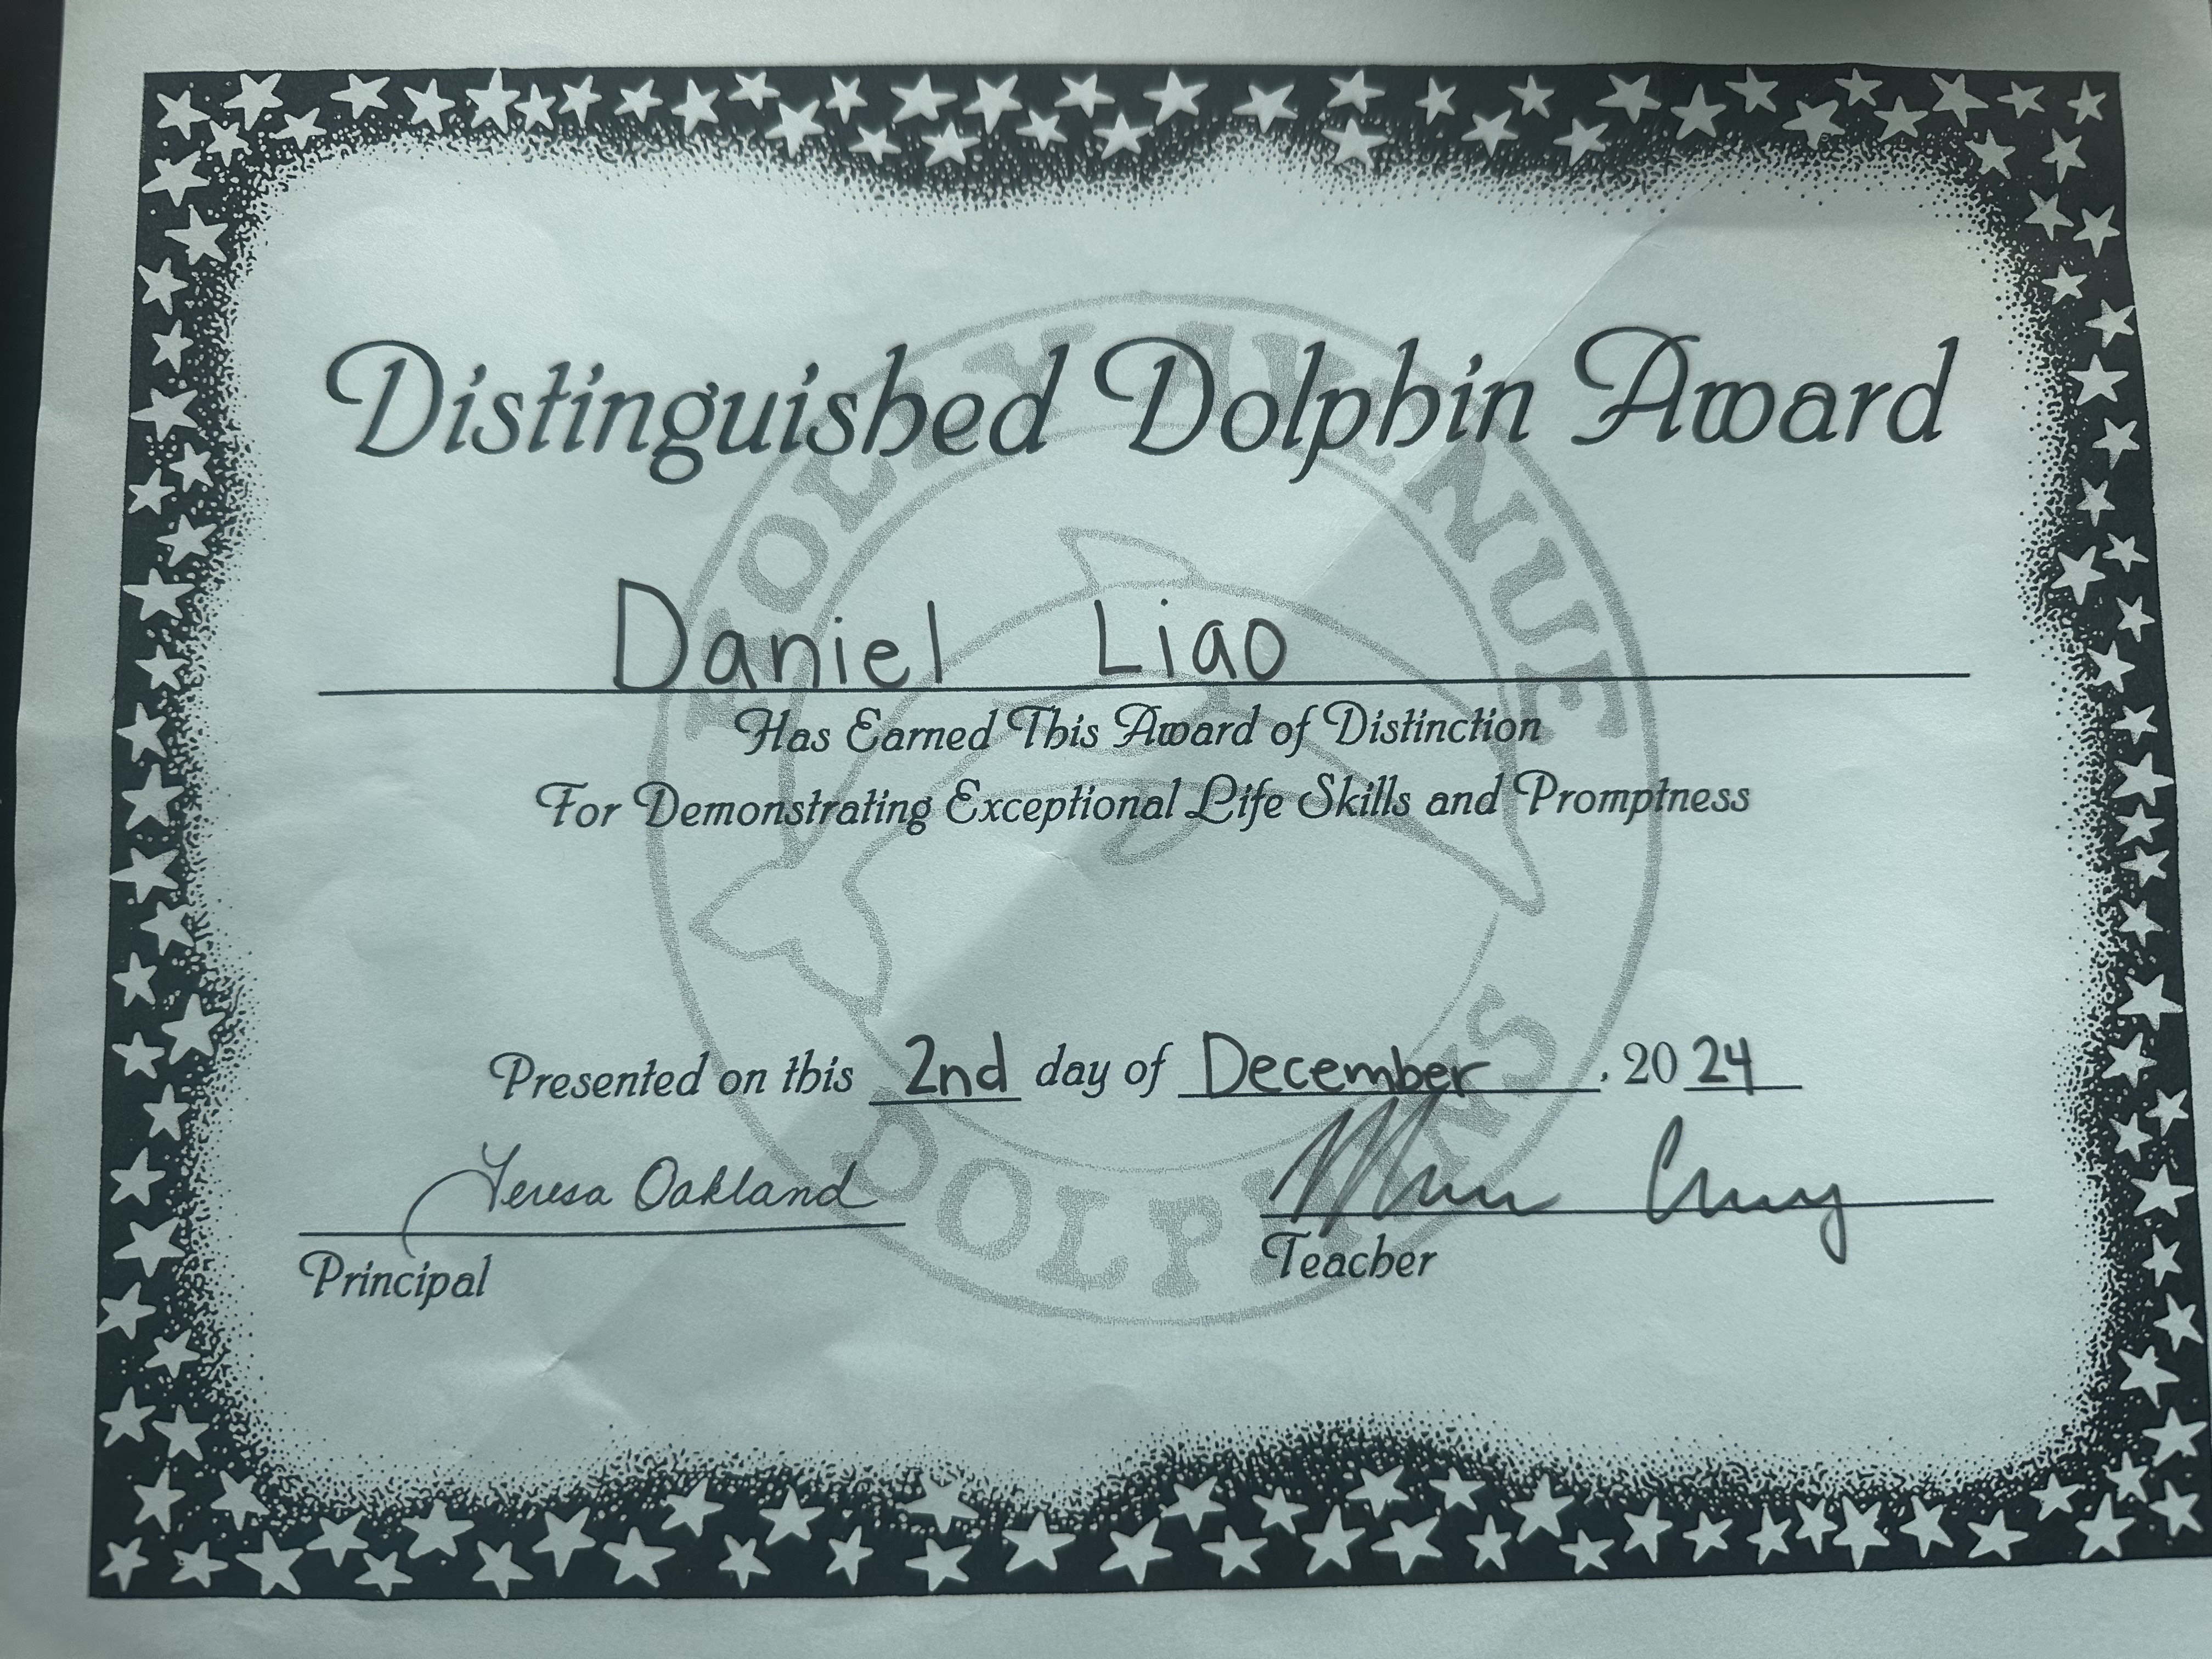 Distinguished Dolphin Award
Daniel Liao
Has Earned This Award of Distinction
For Demonstrating Exceptional Life Skills and Promptness
Presented on this 2nd day of December, 2024
Teresa Oakland
Principal
Teacher